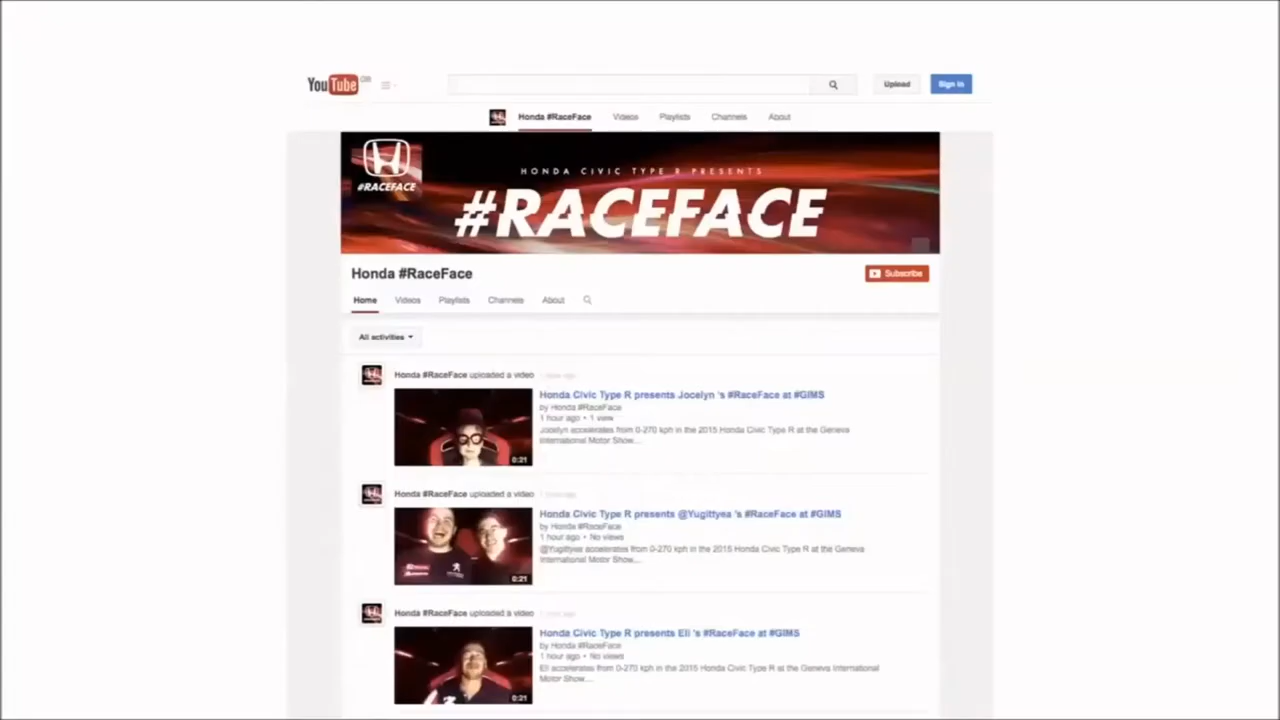 YouTube GB
Upload
Sign in
Honda #RaceFace
Videos
Playlists
Channels
About
#RACEFACE
HONDA CIVIC TYPE R PRESENTS
#RACEFACE
Honda #RaceFace
Subscribe
Home
Videos
Playlists
Channels
About
All activities
Honda #RaceFace uploaded a video
Honda Civic Type R presents Jocelyn 's #RaceFace at #GIMS
by Honda #RaceFace
1 hour ago • 1 view
Jocelyn accelerates from 0-270 kph in the 2015 Honda Civic Type R at the Geneva
International Motor Show...
0:21
Honda #RaceFace uploaded a video
Honda Civic Type R presents @Yugittyea 's #RaceFace at #GIMS
by Honda #RaceFace
1 hour ago • No views
@Yugittyea accelerates from 0-270 kph in the 2015 Honda Civic Type R at the Geneva
International Motor Show...
0:21
Honda #RaceFace uploaded a video
Honda Civic Type R presents Eli 's #RaceFace at #GIMS
by Honda #RaceFace
1 hour ago • No views
Eli accelerates from 0-270 kph in the 2015 Honda Civic Type R at the Geneva International
Motor Show...
0:21